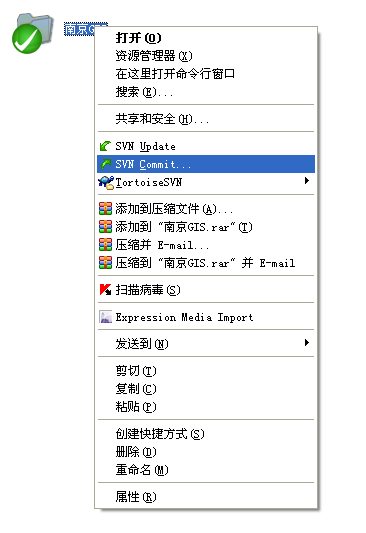 南京G
打开(O)
资源管理器(X)
在这里打开命令行窗口
搜索(E)...
共享和安全(H)...
SVN Update
SVN Commit...
TortoiseSVN
添加到压缩文件(A)...
添加到 "南京GIS.rar"(T)
压缩并 E-mail...
压缩到 "南京GIS.rar" 并 E-mail
扫描病毒(S)
Expression Media Import
发送到(N)
剪切(T)
复制(C)
粘贴(P)
创建快捷方式(S)
删除(D)
重命名(M)
属性(R)